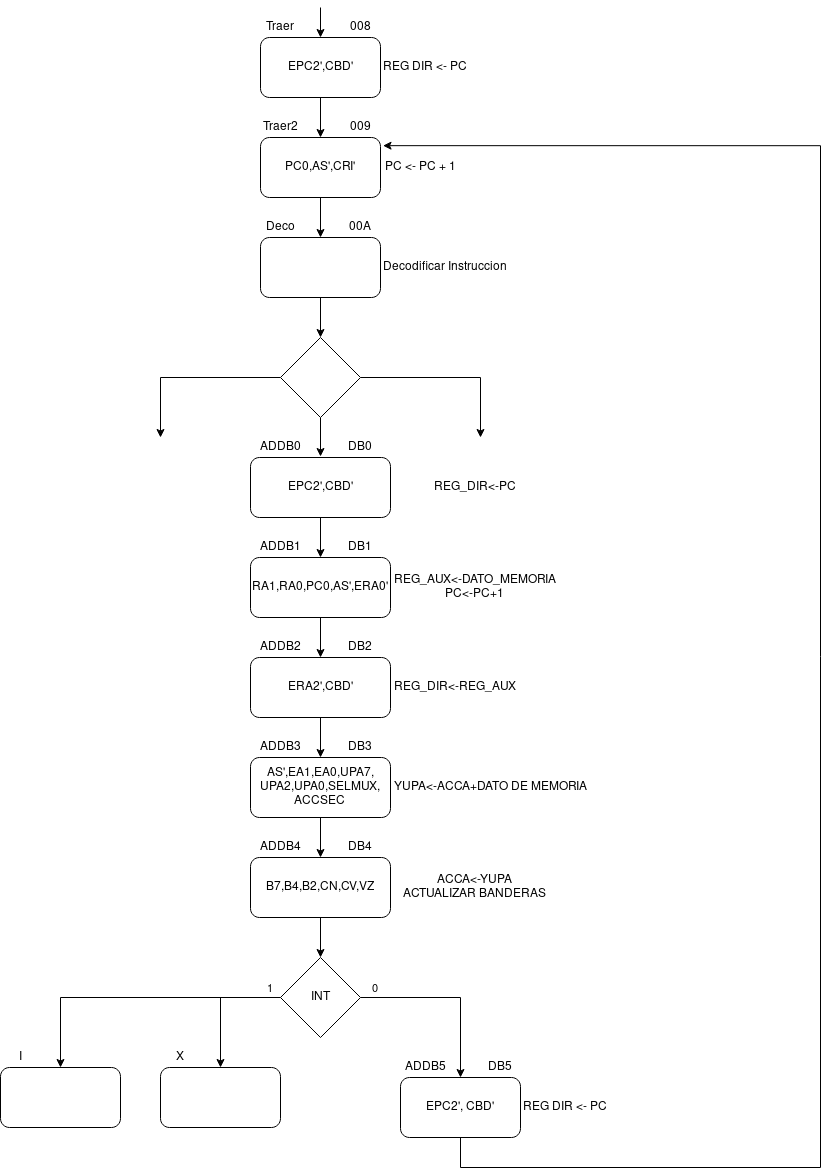 Traer 008
EPC2',CBD' REG DIR <- PC
Traer2 009
PC0,AS',CRI' PC <- PC + 1
Deco 00A
Decodificar Instruccion
ADDB0 DB0
EPC2',CBD' REG_DIR<-PC
ADDB1 DB1
RA1,RA0,PC0,AS',ERA0' REG_AUX<-DATO_MEMORIA
PC<-PC+1
ADDB2 DB2
ERA2',CBD' REG_DIR<-REG_AUX
ADDB3 DB3
AS',EA1,EA0,UPA7,
UPA2,UPA0,SELMUX, YUPA<-ACCA+DATO DE MEMORIA
ACCSEC
ADDB4 DB4
B7,B4,B2,CN,CV,VZ ACCA<-YUPA
ACTUALIZAR BANDERAS
1 INT 0
I X ADDB5 DB5
EPC2', CBD' REG DIR <- PC